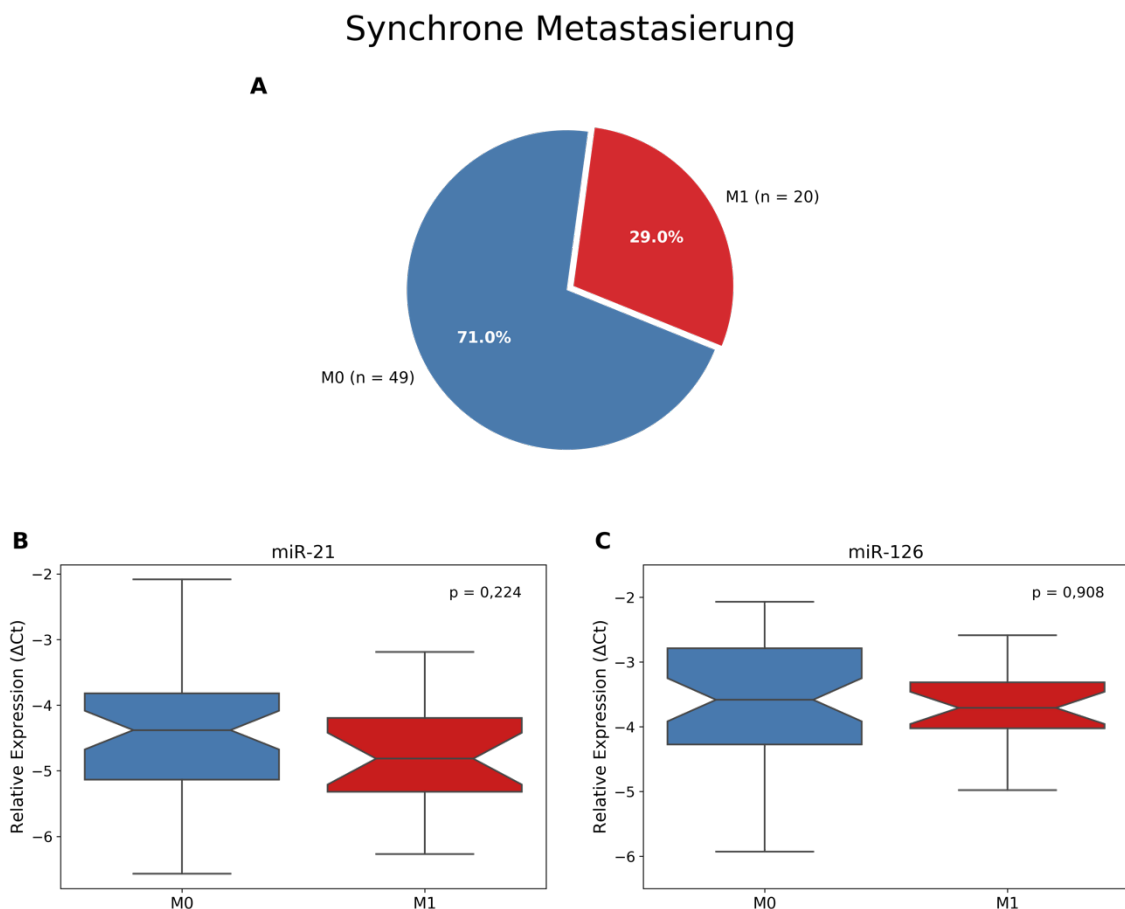 Synchrone Metastasierung
A
M1 (n = 20)
29.0%
71.0%
M0 (n = 49)
B
miR-21
p = 0,224
Relative Expression (ΔCt)
−2
−3
−4
−5
−6
M0
M1
C
miR-126
p = 0,908
Relative Expression (ΔCt)
−2
−3
−4
−5
−6
M0
M1